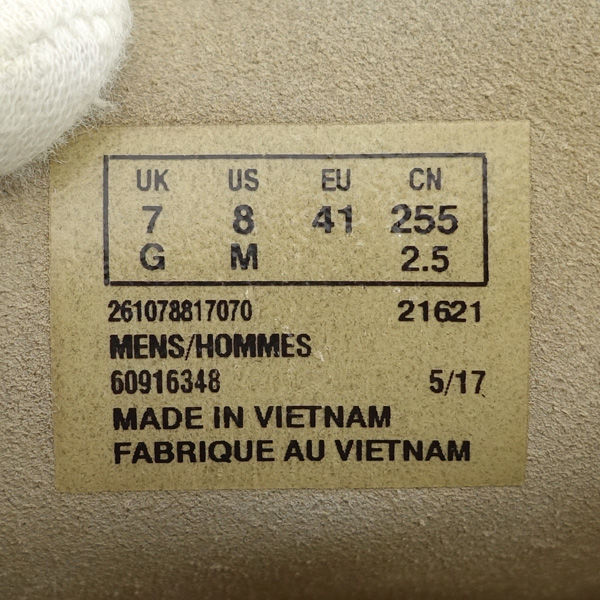 UK US EU CN
7 8 41 255
G M 2.5
261078817070 21621
MENS/HOMMES
60916348 5/17
MADE IN VIETNAM
FABRIQUE AU VIETNAM